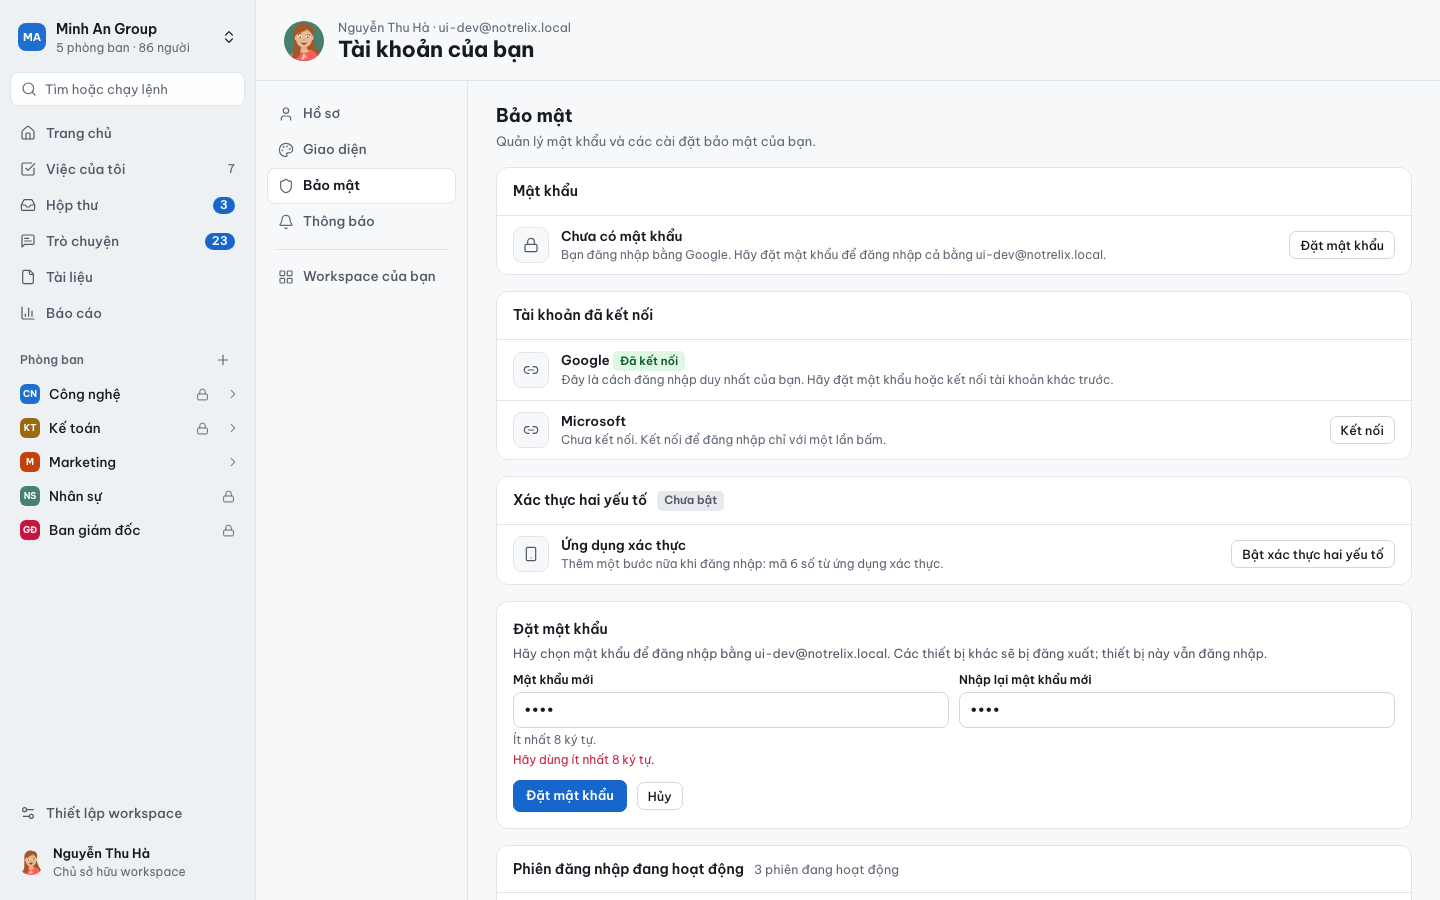 MA
Minh An Group
5 phòng ban · 86 người
Tìm hoặc chạy lệnh
Trang chủ
Việc của tôi 7
Hộp thư 3
Trò chuyện 23
Tài liệu
Báo cáo
Phòng ban
CN Công nghệ
KT Kế toán
M Marketing
NS Nhân sự
GĐ Ban giám đốc
Thiết lập workspace
Nguyễn Thu Hà
Chủ sở hữu workspace
Nguyễn Thu Hà · ui-dev@notrelix.local
Tài khoản của bạn
Hồ sơ
Giao diện
Bảo mật
Thông báo
Workspace của bạn
Bảo mật
Quản lý mật khẩu và các cài đặt bảo mật của bạn.
Mật khẩu
Chưa có mật khẩu
Bạn đăng nhập bằng Google. Hãy đặt mật khẩu để đăng nhập cả bằng ui-dev@notrelix.local.
Đặt mật khẩu
Tài khoản đã kết nối
Google Đã kết nối
Đây là cách đăng nhập duy nhất của bạn. Hãy đặt mật khẩu hoặc kết nối tài khoản khác trước.
Microsoft
Chưa kết nối. Kết nối để đăng nhập chỉ với một lần bấm.
Kết nối
Xác thực hai yếu tố Chưa bật
Ứng dụng xác thực
Thêm một bước nữa khi đăng nhập: mã 6 số từ ứng dụng xác thực.
Bật xác thực hai yếu tố
Đặt mật khẩu
Hãy chọn mật khẩu để đăng nhập bằng ui-dev@notrelix.local. Các thiết bị khác sẽ bị đăng xuất; thiết bị này vẫn đăng nhập.
Mật khẩu mới
••••
Nhập lại mật khẩu mới
••••
Ít nhất 8 ký tự.
Hãy dùng ít nhất 8 ký tự.
Đặt mật khẩu Hủy
Phiên đăng nhập đang hoạt động 3 phiên đang hoạt động